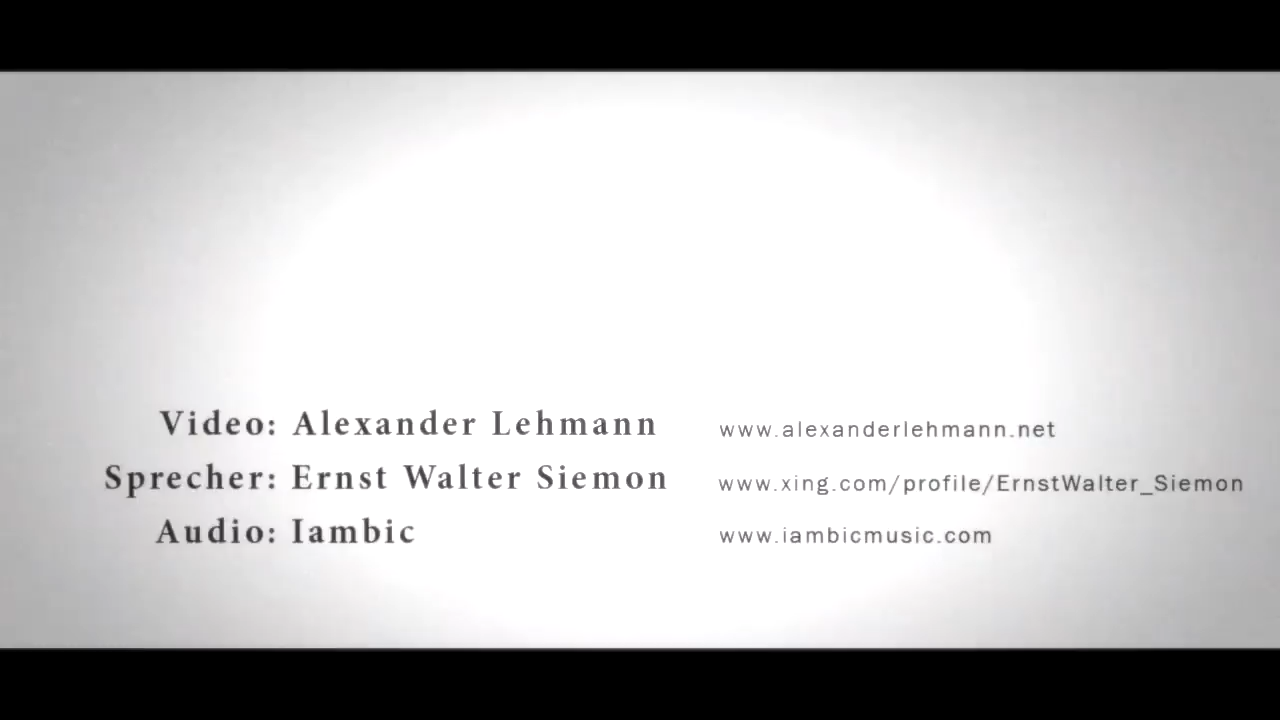 Video: Alexander Lehmann www.alexanderlehmann.net
Sprecher: Ernst Walter Siemon www.xing.com/profile/ErnstWalter_Siemon
Audio: Iambic www.iambicmusic.com